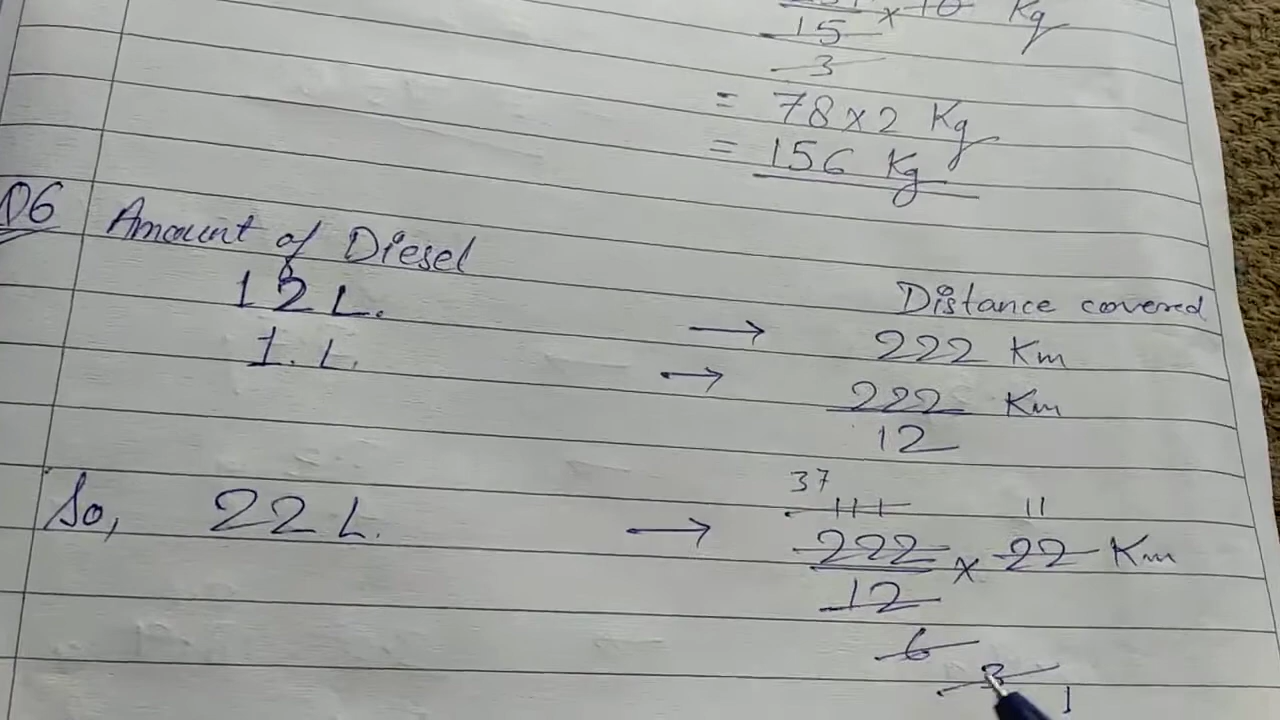 15 × 10 Kg
3
= 78 × 2 Kg
= 156 Kg
Q6 Amount of Diesel
Distance covered
12 L. → 222 Km
1. L. → 222 Km
12
37
111 11
So, 22 L. → 222 × 22 Km
12
6
3
1